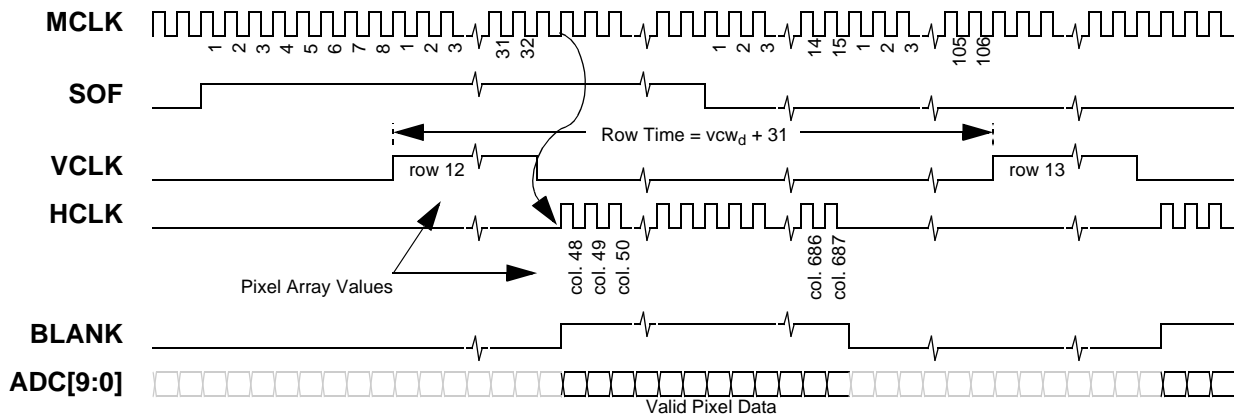 MCLK
1 2 3 4 5 6 7 8 1 2 3 31 32 1 2 3 14 15 1 2 3 105 106
SOF
Row Time = vcw_d + 31
VCLK
row 12 row 13
HCLK
col. 48 col. 49 col. 50 col. 686 col. 687
Pixel Array Values
BLANK
ADC[9:0]
Valid Pixel Data